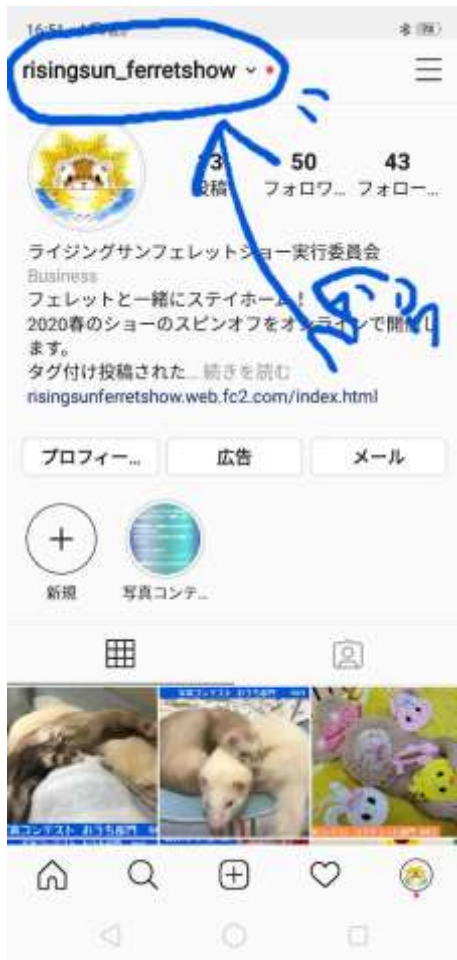 16:51
risingsun_ferretshow
50
43
フォロワ...
フォロー...
ライジングサンフェレットショー実行委員会
Business
フェレットと一緒にステイホーム！
2020春のショーのスピンオフをオンラインで開催し
ます。
タグ付け投稿された... 続きを読む
risingsunferretshow.web.fc2.com/index.html
プロフィー...
広告
メール
新規
写真コンテ...